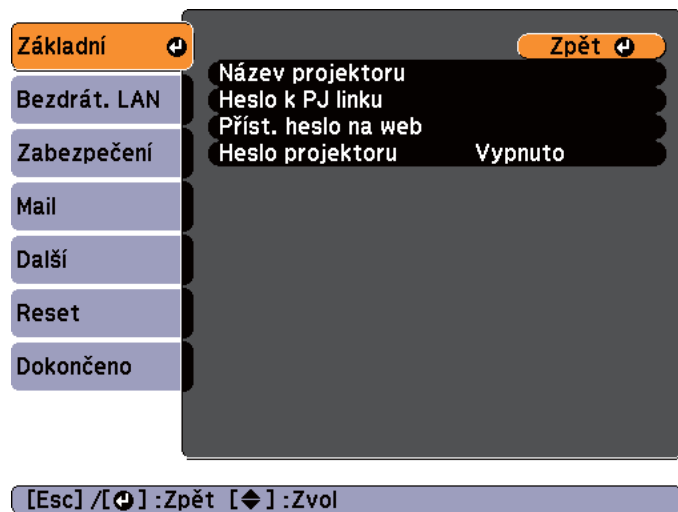 Základní
Bezdrát. LAN
Zabezpečení
Mail
Další
Reset
Dokončeno
Zpět
Název projektoru
Heslo k PJ linku
Příst. heslo na web
Heslo projektoru Vypnuto
[Esc] /[⏎] :Zpět [◆] :Zvol